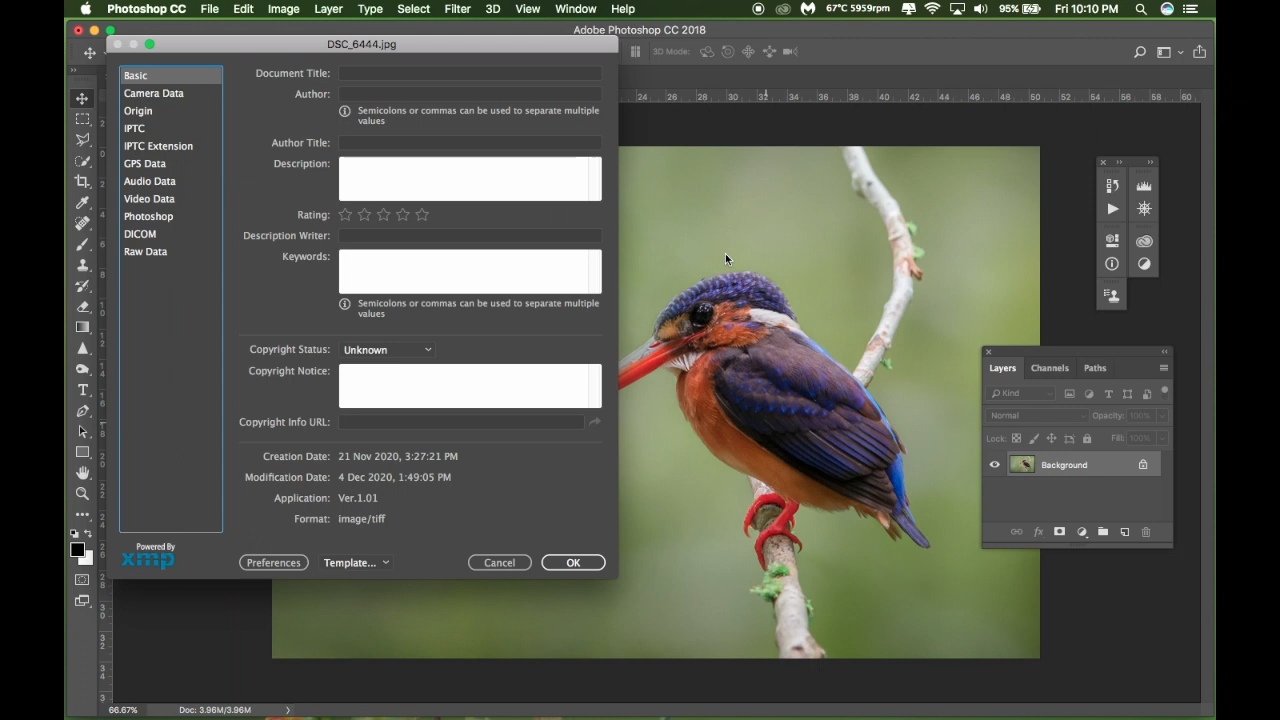 Photoshop CC File Edit Image Layer Type Select Filter 3D View Window Help 67°C 5959rpm 95% Fri 10:10 PM
Adobe Photoshop CC 2018
3D Mode:
DSC_6444.jpg
24 26 28 30 32 34 36 38 40 42 44 46 48 50 52 54 56 58 60
Basic
Camera Data
Origin
IPTC
IPTC Extension
GPS Data
Audio Data
Video Data
Photoshop
DICOM
Raw Data
Powered By
xmp
Document Title:
Author:
Semicolons or commas can be used to separate multiple
values
Author Title:
Description:
Rating:
Description Writer:
Keywords:
Semicolons or commas can be used to separate multiple
values
Copyright Status: Unknown
Copyright Notice:
Copyright Info URL:
Creation Date: 21 Nov 2020, 3:27:21 PM
Modification Date: 4 Dec 2020, 1:49:05 PM
Application: Ver.1.01
Format: image/tiff
Preferences Template... Cancel OK
Layers Channels Paths
Kind
Normal Opacity: 100%
Lock: Fill: 100%
Background
fx
66.67% Doc: 3.96M/3.96M